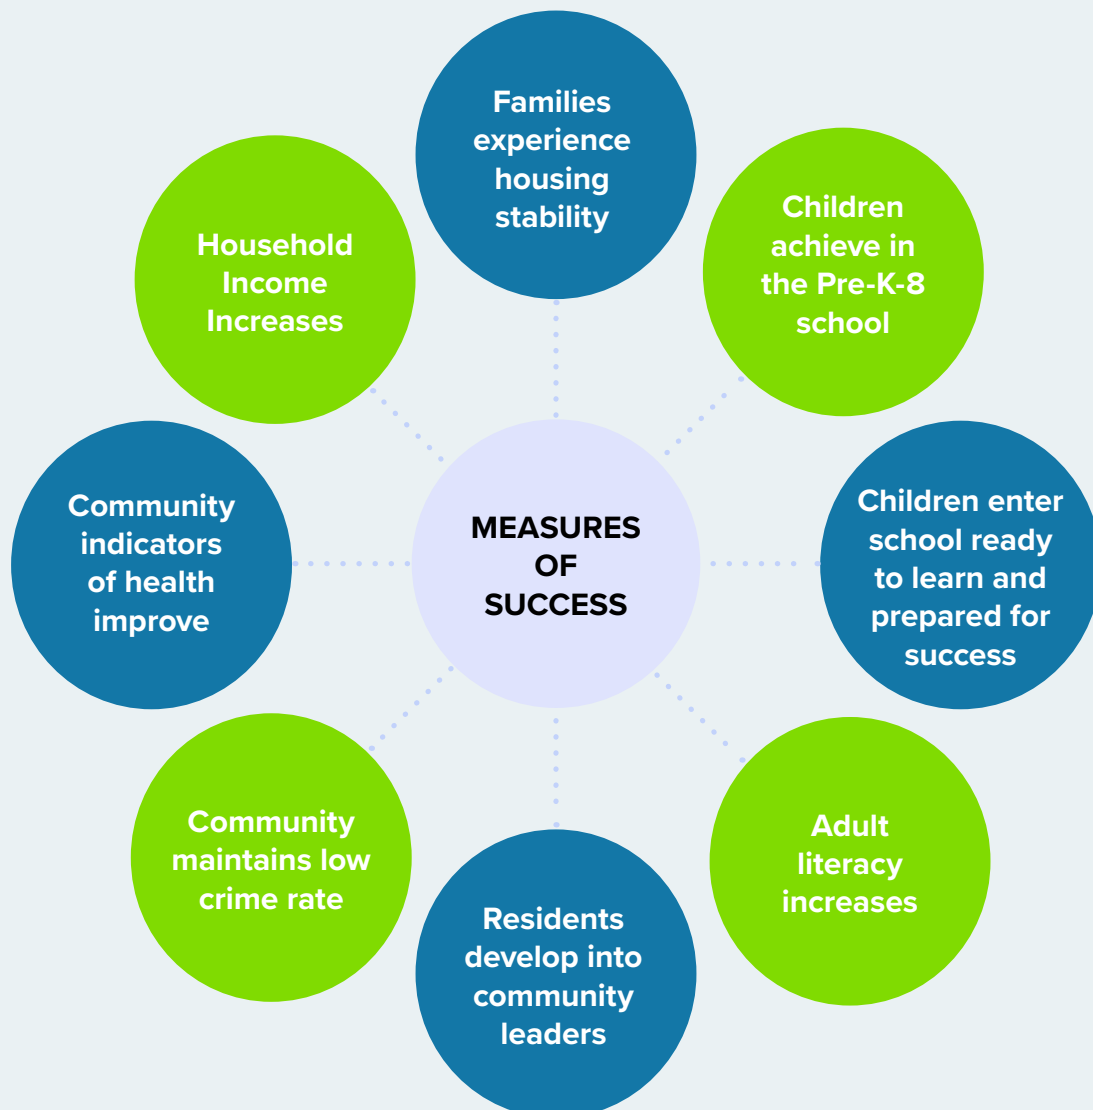 Families
experience
housing
stability
Children
achieve in
the Pre-K-8
school
Children enter
school ready
to learn and
prepared for
success
Adult
literacy
increases
Residents
develop into
community
leaders
Community
maintains low
crime rate
Community
indicators
of health
improve
Household
Income
Increases
MEASURES
OF
SUCCESS